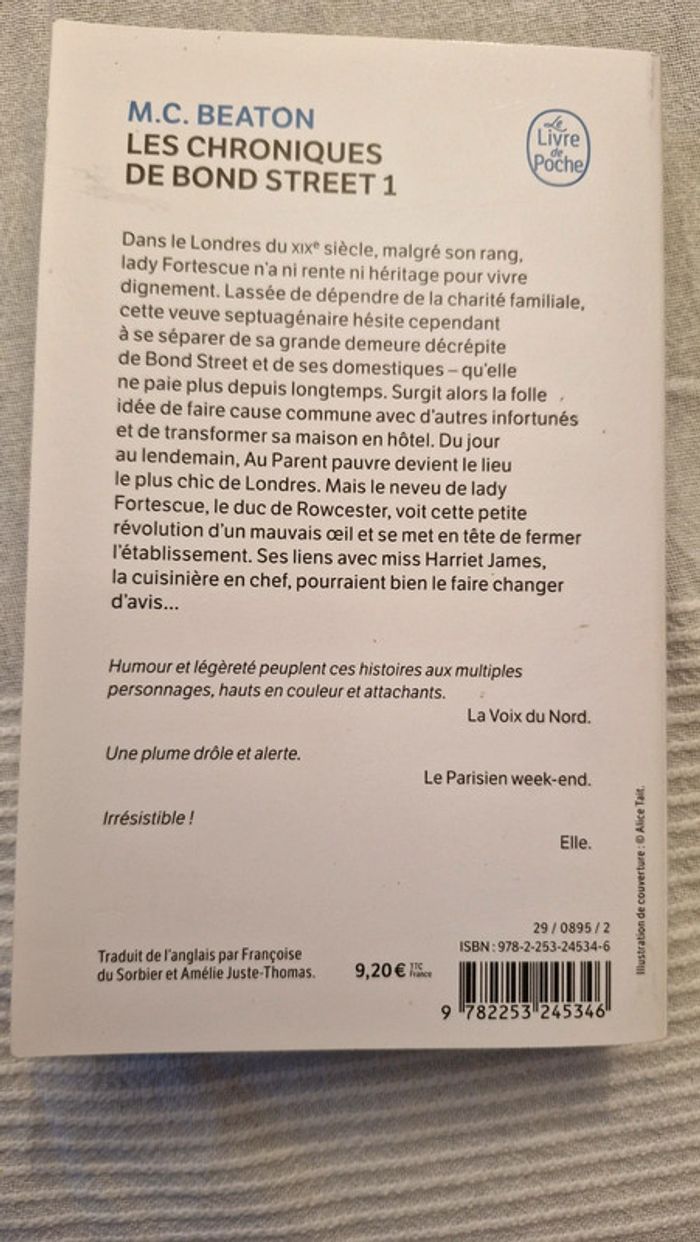 M.C. BEATON
LES CHRONIQUES
DE BOND STREET 1
Le
Livre
de
Poche
Dans le Londres du XIXe siècle, malgré son rang,
lady Fortescue n'a ni rente ni héritage pour vivre
dignement. Lassée de dépendre de la charité familiale,
cette veuve septuagénaire hésite cependant
à se séparer de sa grande demeure décrépite
de Bond Street et de ses domestiques – qu'elle
ne paie plus depuis longtemps. Surgit alors la folle
idée de faire cause commune avec d'autres infortunés
et de transformer sa maison en hôtel. Du jour
au lendemain, Au Parent pauvre devient le lieu
le plus chic de Londres. Mais le neveu de lady
Fortescue, le duc de Rowcester, voit cette petite
révolution d'un mauvais œil et se met en tête de fermer
l'établissement. Ses liens avec miss Harriet James,
la cuisinière en chef, pourraient bien le faire changer
d'avis...
Humour et légèreté peuplent ces histoires aux multiples
personnages, hauts en couleur et attachants.
La Voix du Nord.
Une plume drôle et alerte.
Le Parisien week-end.
Irrésistible !
Elle.
Illustration de couverture : © Alice Tait.
Traduit de l'anglais par Françoise
du Sorbier et Amélie Juste-Thomas.
9,20 € TTC
France
29 / 0895 / 2
ISBN : 978-2-253-24534-6
9 782253 245346